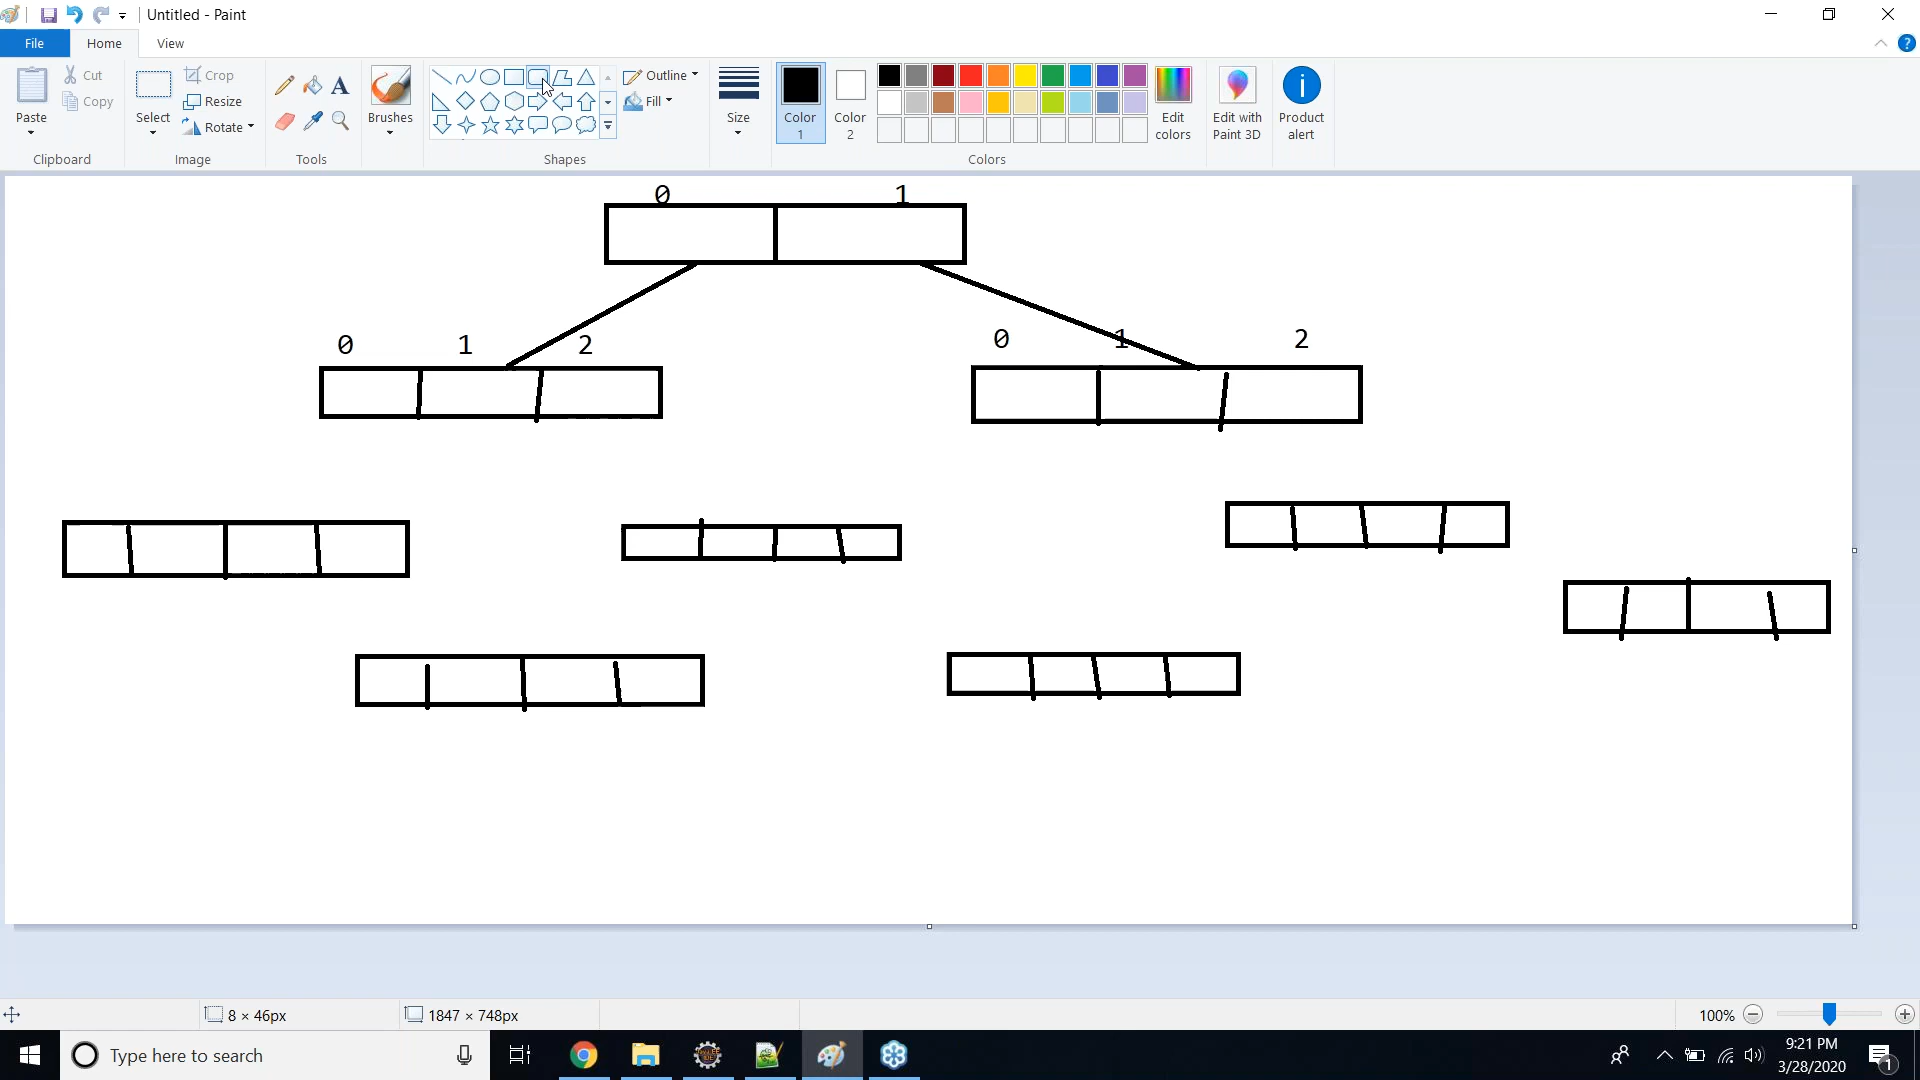 Untitled - Paint
File Home View
Paste
Cut
Copy
Clipboard
Select
Crop
Resize
Rotate
Image
Tools
Brushes
Shapes
Outline
Fill
Size
Color 1
Color 2
Colors
Edit colors
Edit with Paint 3D
Product alert
0 1
0 1 2
0 1 2
8 × 46px
1847 × 748px
100%
Type here to search
9:21 PM
3/28/2020
1